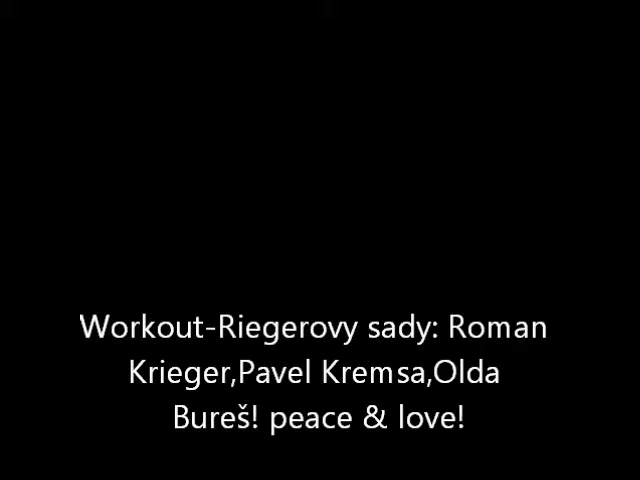 Workout-Riegerovy sady: Roman
Krieger,Pavel Kremsa,Olda
Bureš! peace & love!